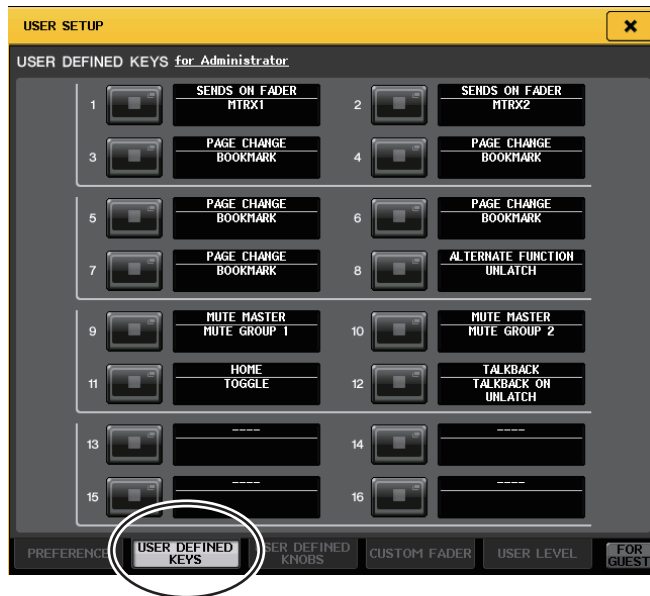 USER SETUP
USER DEFINED KEYS for Administrator
1 SENDS ON FADER
MTRX1
2 SENDS ON FADER
MTRX2
3 PAGE CHANGE
BOOKMARK
4 PAGE CHANGE
BOOKMARK
5 PAGE CHANGE
BOOKMARK
6 PAGE CHANGE
BOOKMARK
7 PAGE CHANGE
BOOKMARK
8 ALTERNATE FUNCTION
UNLATCH
9 MUTE MASTER
MUTE GROUP 1
10 MUTE MASTER
MUTE GROUP 2
11 HOME
TOGGLE
12 TALKBACK
TALKBACK ON
UNLATCH
13 ----
14 ----
15 ----
16 ----
PREFERENCE
USER DEFINED
KEYS
USER DEFINED
KNOBS
CUSTOM FADER
USER LEVEL
FOR
GUEST